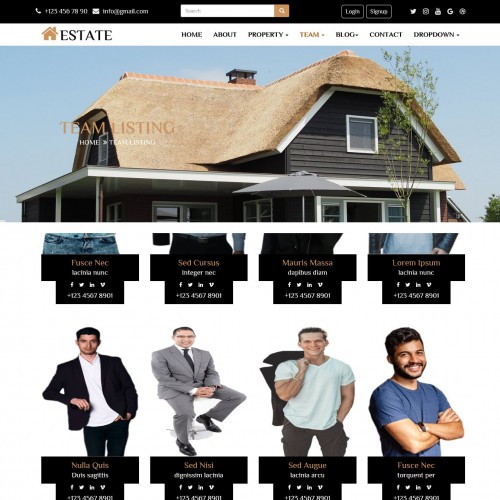 +123 456 78 90 info@gmail.com Search Login Signup
ESTATE HOME ABOUT PROPERTY TEAM BLOG CONTACT DROPDOWN
TEAM LISTING
HOME » TEAM LISTING
Fusce Nec Sed Cursus Mauris Massa Lorem Ipsum
lacinia nunc Integer nec dapibus diam lacinia nunc
+123 4567 8901 +123 4567 8901 +123 4567 8901 +123 4567 8901
Nulla Quis Sed Nisi Sed Augue Fusce Nec
Duis sagittis dignissim lacinia lacinia arcu torquent per
+123 4567 8901 +123 4567 8901 +123 4567 8901 +123 4567 8901